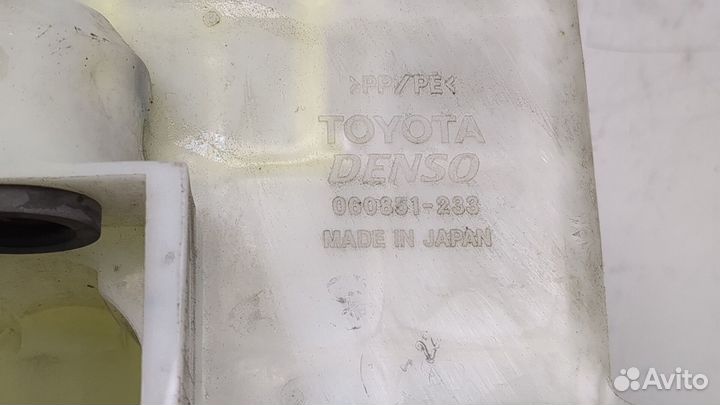 >PP/PE<
TOYOTA
DENSO
060851-233
MADE IN JAPAN
Avito